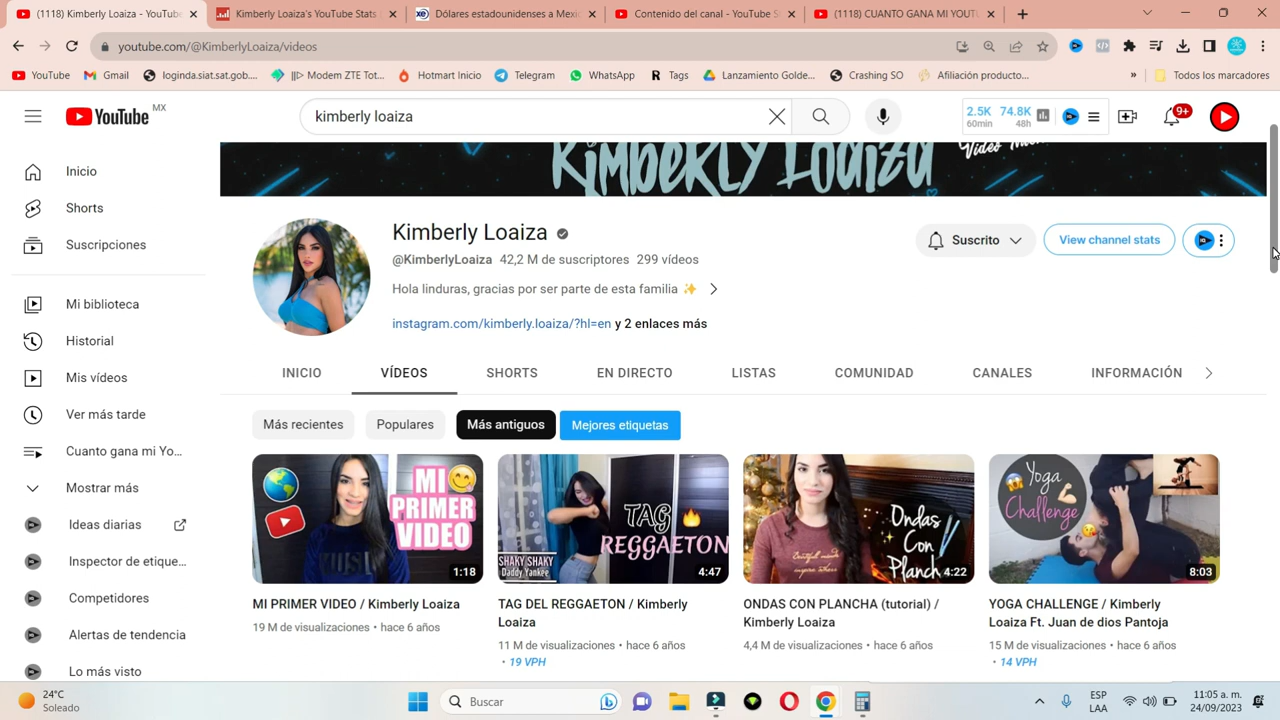 (1118) Kimberly Loaiza - YouTube
Kimberly Loaiza's YouTube Stats
Dólares estadounidenses a Mexic
Contenido del canal - YouTube S
(1118) CUANTO GANA MI YOUTU
youtube.com/@KimberlyLoaiza/videos
YouTube
Gmail
loginda.siat.sat.gob....
||▷ Modem ZTE Tot...
Hotmart Inicio
Telegram
WhatsApp
Tags
Lanzamiento Golde...
Crashing SO
Afiliación producto...
»
Todos los marcadores
YouTube MX
kimberly loaiza
2.5K 74.8K
60min 48h
9+
Inicio
Shorts
Suscripciones
Mi biblioteca
Historial
Mis vídeos
Ver más tarde
Cuanto gana mi Yo...
Mostrar más
Ideas diarias
Inspector de etique...
Competidores
Alertas de tendencia
Lo más visto
KIMBERLY LOAIZA
Kimberly Loaiza
@KimberlyLoaiza 42,2 M de suscriptores 299 vídeos
Hola linduras, gracias por ser parte de esta familia ✨
instagram.com/kimberly.loaiza/?hl=en y 2 enlaces más
Suscrito
View channel stats
INICIO
VÍDEOS
SHORTS
EN DIRECTO
LISTAS
COMUNIDAD
CANALES
INFORMACIÓN
Más recientes
Populares
Más antiguos
Mejores etiquetas
MI
PRIMER
VIDEO
1:18
TAG
REGGAETON
SHAKY SHAKY
Daddy Yankee
4:47
Ondas
Con
Planch
4:22
Yoga
Challenge
8:03
MI PRIMER VIDEO / Kimberly Loaiza
19 M de visualizaciones • hace 6 años
TAG DEL REGGAETON / Kimberly
Loaiza
11 M de visualizaciones • hace 6 años
• 19 VPH
ONDAS CON PLANCHA (tutorial) /
Kimberly Loaiza
4,4 M de visualizaciones • hace 6 años
YOGA CHALLENGE / Kimberly
Loaiza Ft. Juan de dios Pantoja
15 M de visualizaciones • hace 6 años
• 14 VPH
24°C
Soleado
Buscar
ESP
LAA
11:05 a. m.
24/09/2023